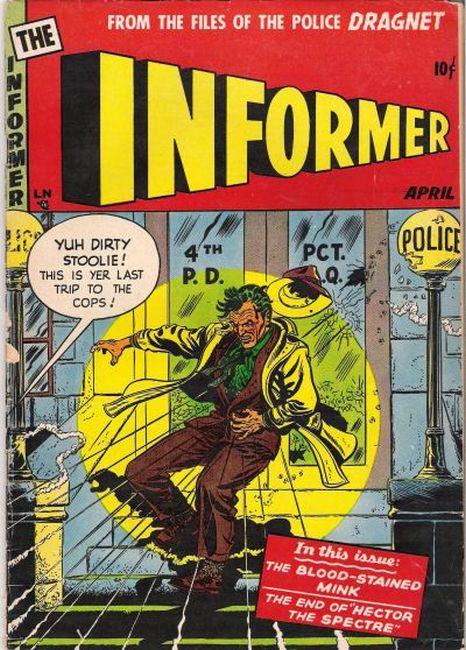 FROM THE FILES OF THE POLICE DRAGNET
THE
INFORMER
10¢
APRIL
INFORMER
LN
YUH DIRTY
STOOLIE!
THIS IS YER LAST
TRIP TO THE
COPS!
4TH
P. D.
PCT.
.Q.
POLICE
LICE
In this issue:
THE BLOOD-STAINED
MINK
THE END OF "HECTOR
THE SPECTRE"